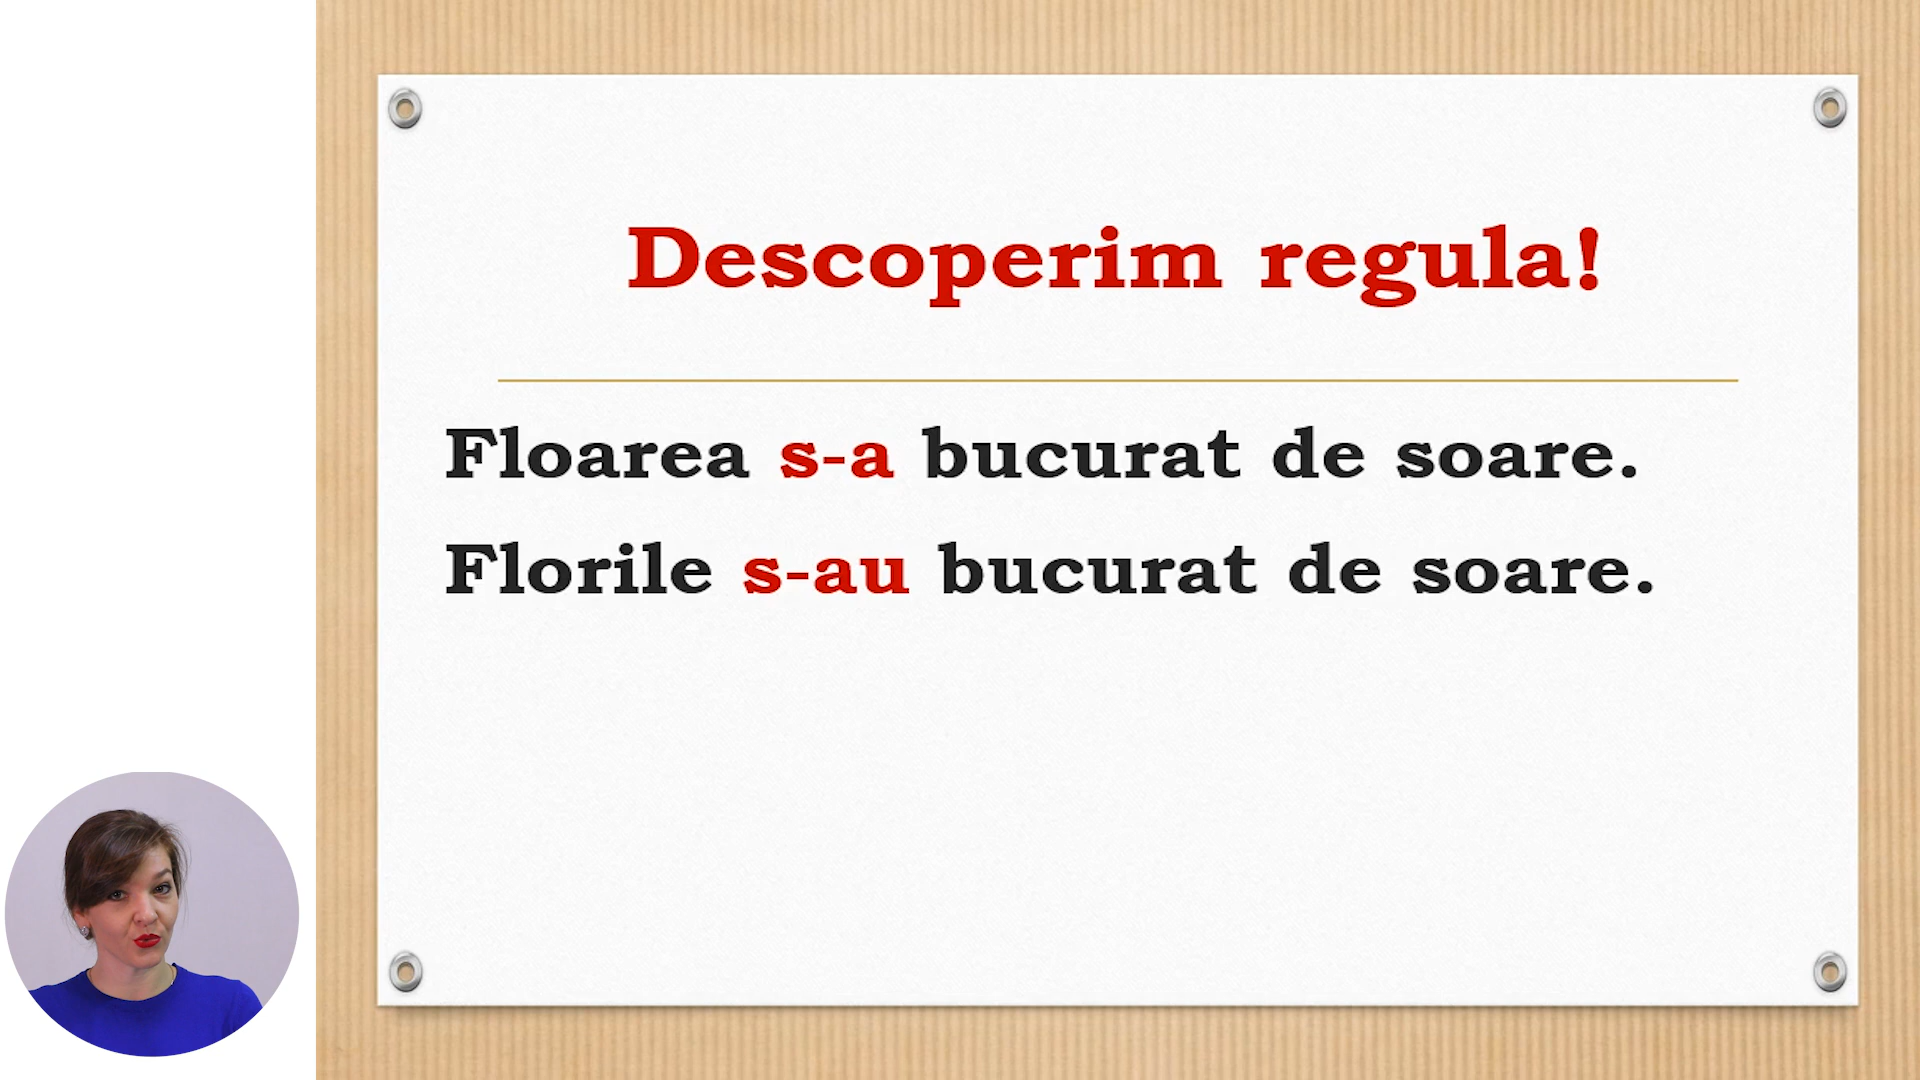 Descoperim regula!
Floarea s-a bucurat de soare.
Florile s-au bucurat de soare.